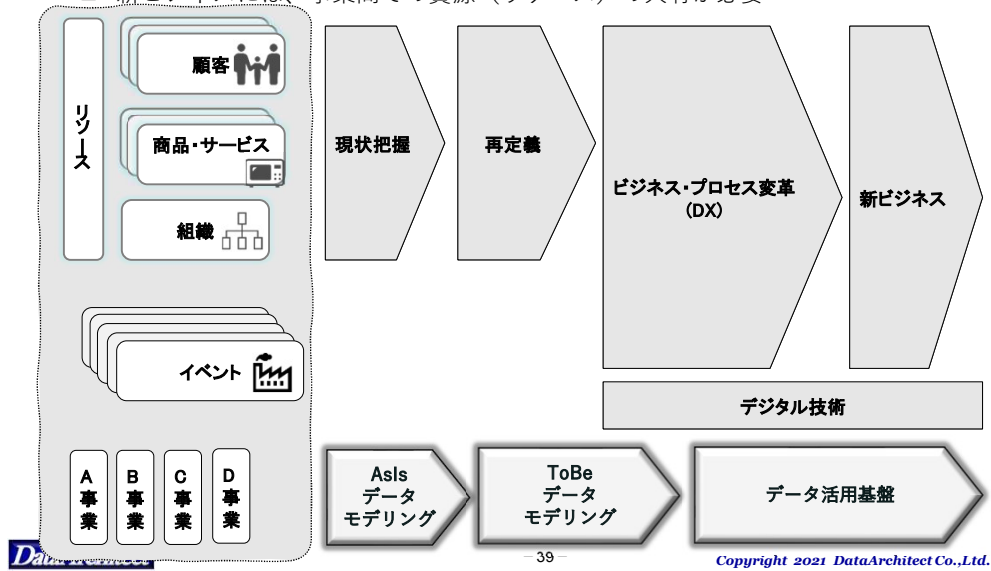 顧客
リソース
商品・サービス
組織
イベント
A事業
B事業
C事業
D事業
現状把握
再定義
ビジネス・プロセス変革
(DX)
新ビジネス
デジタル技術
AsIs
データ
モデリング
ToBe
データ
モデリング
データ活用基盤
－39－
Copyright 2021 DataArchitect Co.,Ltd.